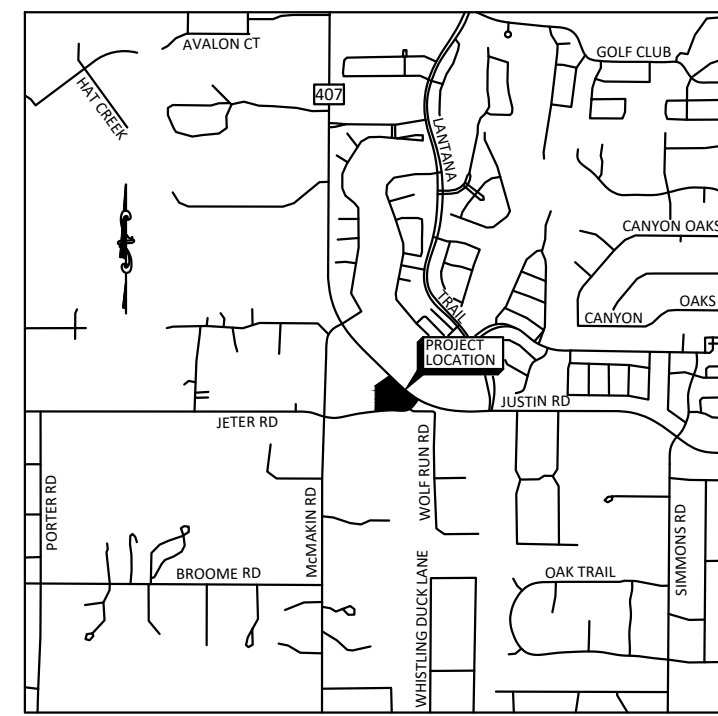 AVALON CT
GOLF CLUB
HAT CREEK
407
LANTANA
CANYON OAKS
OAKS
CANYON
TRAIL
PROJECT
LOCATION
JUSTIN RD
JETER RD
WOLF RUN RD
PORTER RD
McMAKIN RD
SIMMONS RD
BROOME RD
OAK TRAIL
WHISTLING DUCK LANE